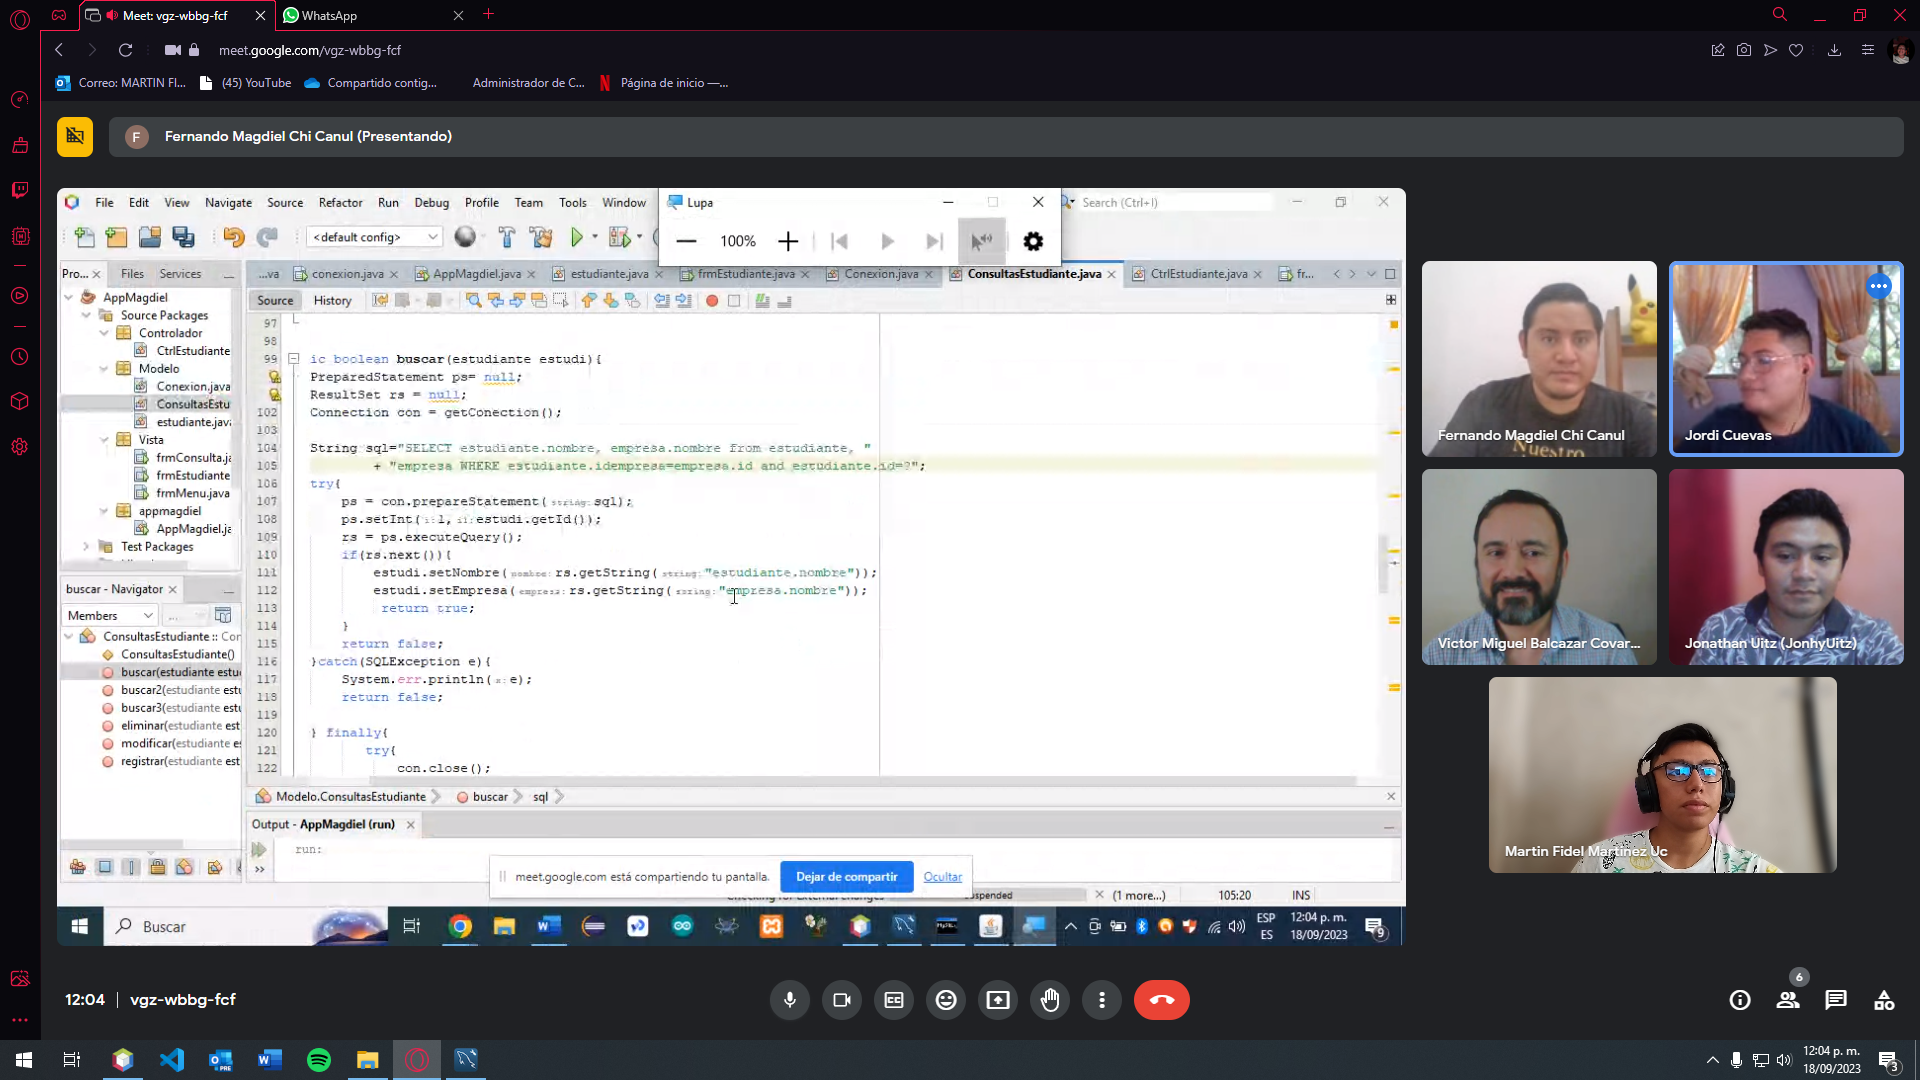 Meet: vgz-wbbg-fcf
WhatsApp
meet.google.com/vgz-wbbg-fcf
Correo: MARTIN FI...
(45) YouTube
Compartido contig...
Administrador de C...
Página de inicio —...
F
Fernando Magdiel Chi Canul (Presentando)
File Edit View Navigate Source Refactor Run Debug Profile Team Tools Window
Lupa
Search (Ctrl+I)
<default config>
100%
Pro... Files Services
...va conexion.java AppMagdiel.java estudiante.java frmEstudiante.java Conexion.java ConsultasEstudiante.java CtrlEstudiante.java fr...
Source History
AppMagdiel
Source Packages
Controlador
CtrlEstudiante
Modelo
Conexion.java
ConsultasEstu
estudiante.java
Vista
frmConsulta.ja
frmEstudiante
frmMenu.java
appmagdiel
AppMagdiel.ja
Test Packages
97
98
99 ic boolean buscar(estudiante estudi){
PreparedStatement ps= null;
ResultSet rs = null;
102 Connection con = getConection();
103
104 String sql="SELECT estudiante.nombre, empresa.nombre from estudiante, "
105 + "empresa WHERE estudiante.idempresa=empresa.id and estudiante.id=?";
106 try{
107 ps = con.prepareStatement(string:sql);
108 ps.setInt(i:1, i1:estudi.getId());
109 rs = ps.executeQuery();
110 if(rs.next()){
111 estudi.setNombre(nombre:rs.getString(string:"estudiante.nombre"));
112 estudi.setEmpresa(empresa:rs.getString(string:"empresa.nombre"));
113 return true;
114 }
115 return false;
116 }catch(SQLException e){
117 System.err.println(x:e);
118 return false;
119
120 } finally{
121 try{
122 con.close();
buscar - Navigator
Members
ConsultasEstudiante :: Cor
ConsultasEstudiante()
buscar(estudiante estu
buscar2(estudiante estu
buscar3(estudiante estu
eliminar(estudiante est
modificar(estudiante es
registrar(estudiante est
Modelo.ConsultasEstudiante buscar sql
Output - AppMagdiel (run)
run:
meet.google.com está compartiendo tu pantalla. Dejar de compartir Ocultar
Checking for external changes
suspended
(1 more...)
105:20
INS
Buscar
ESP
ES
12:04 p. m.
18/09/2023
9
Fernando Magdiel Chi Canul
Nuestro
Jordi Cuevas
Victor Miguel Balcazar Covar...
Jonathan Uitz (JonhyUitz)
Martin Fidel Martinez Uc
12:04 | vgz-wbbg-fcf
6
12:04 p. m.
18/09/2023
3